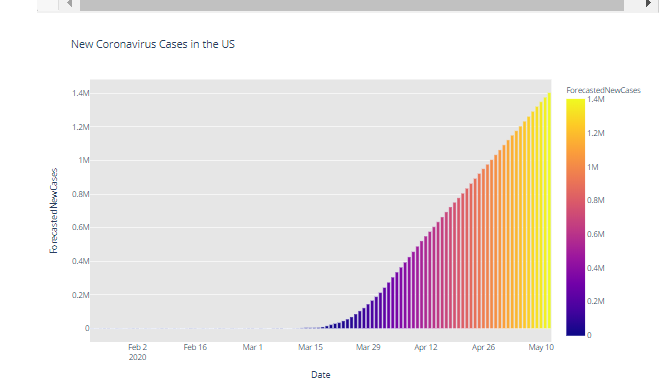 New Coronavirus Cases in the US
ForecastedNewCases
1.4M
1.2M
1M
0.8M
0.6M
0.4M
0.2M
0
Feb 2
2020
Feb 16
Mar 1
Mar 15
Mar 29
Apr 12
Apr 26
May 10
Date
ForecastedNewCases
1.4M
1.2M
1M
0.8M
0.6M
0.4M
0.2M
0